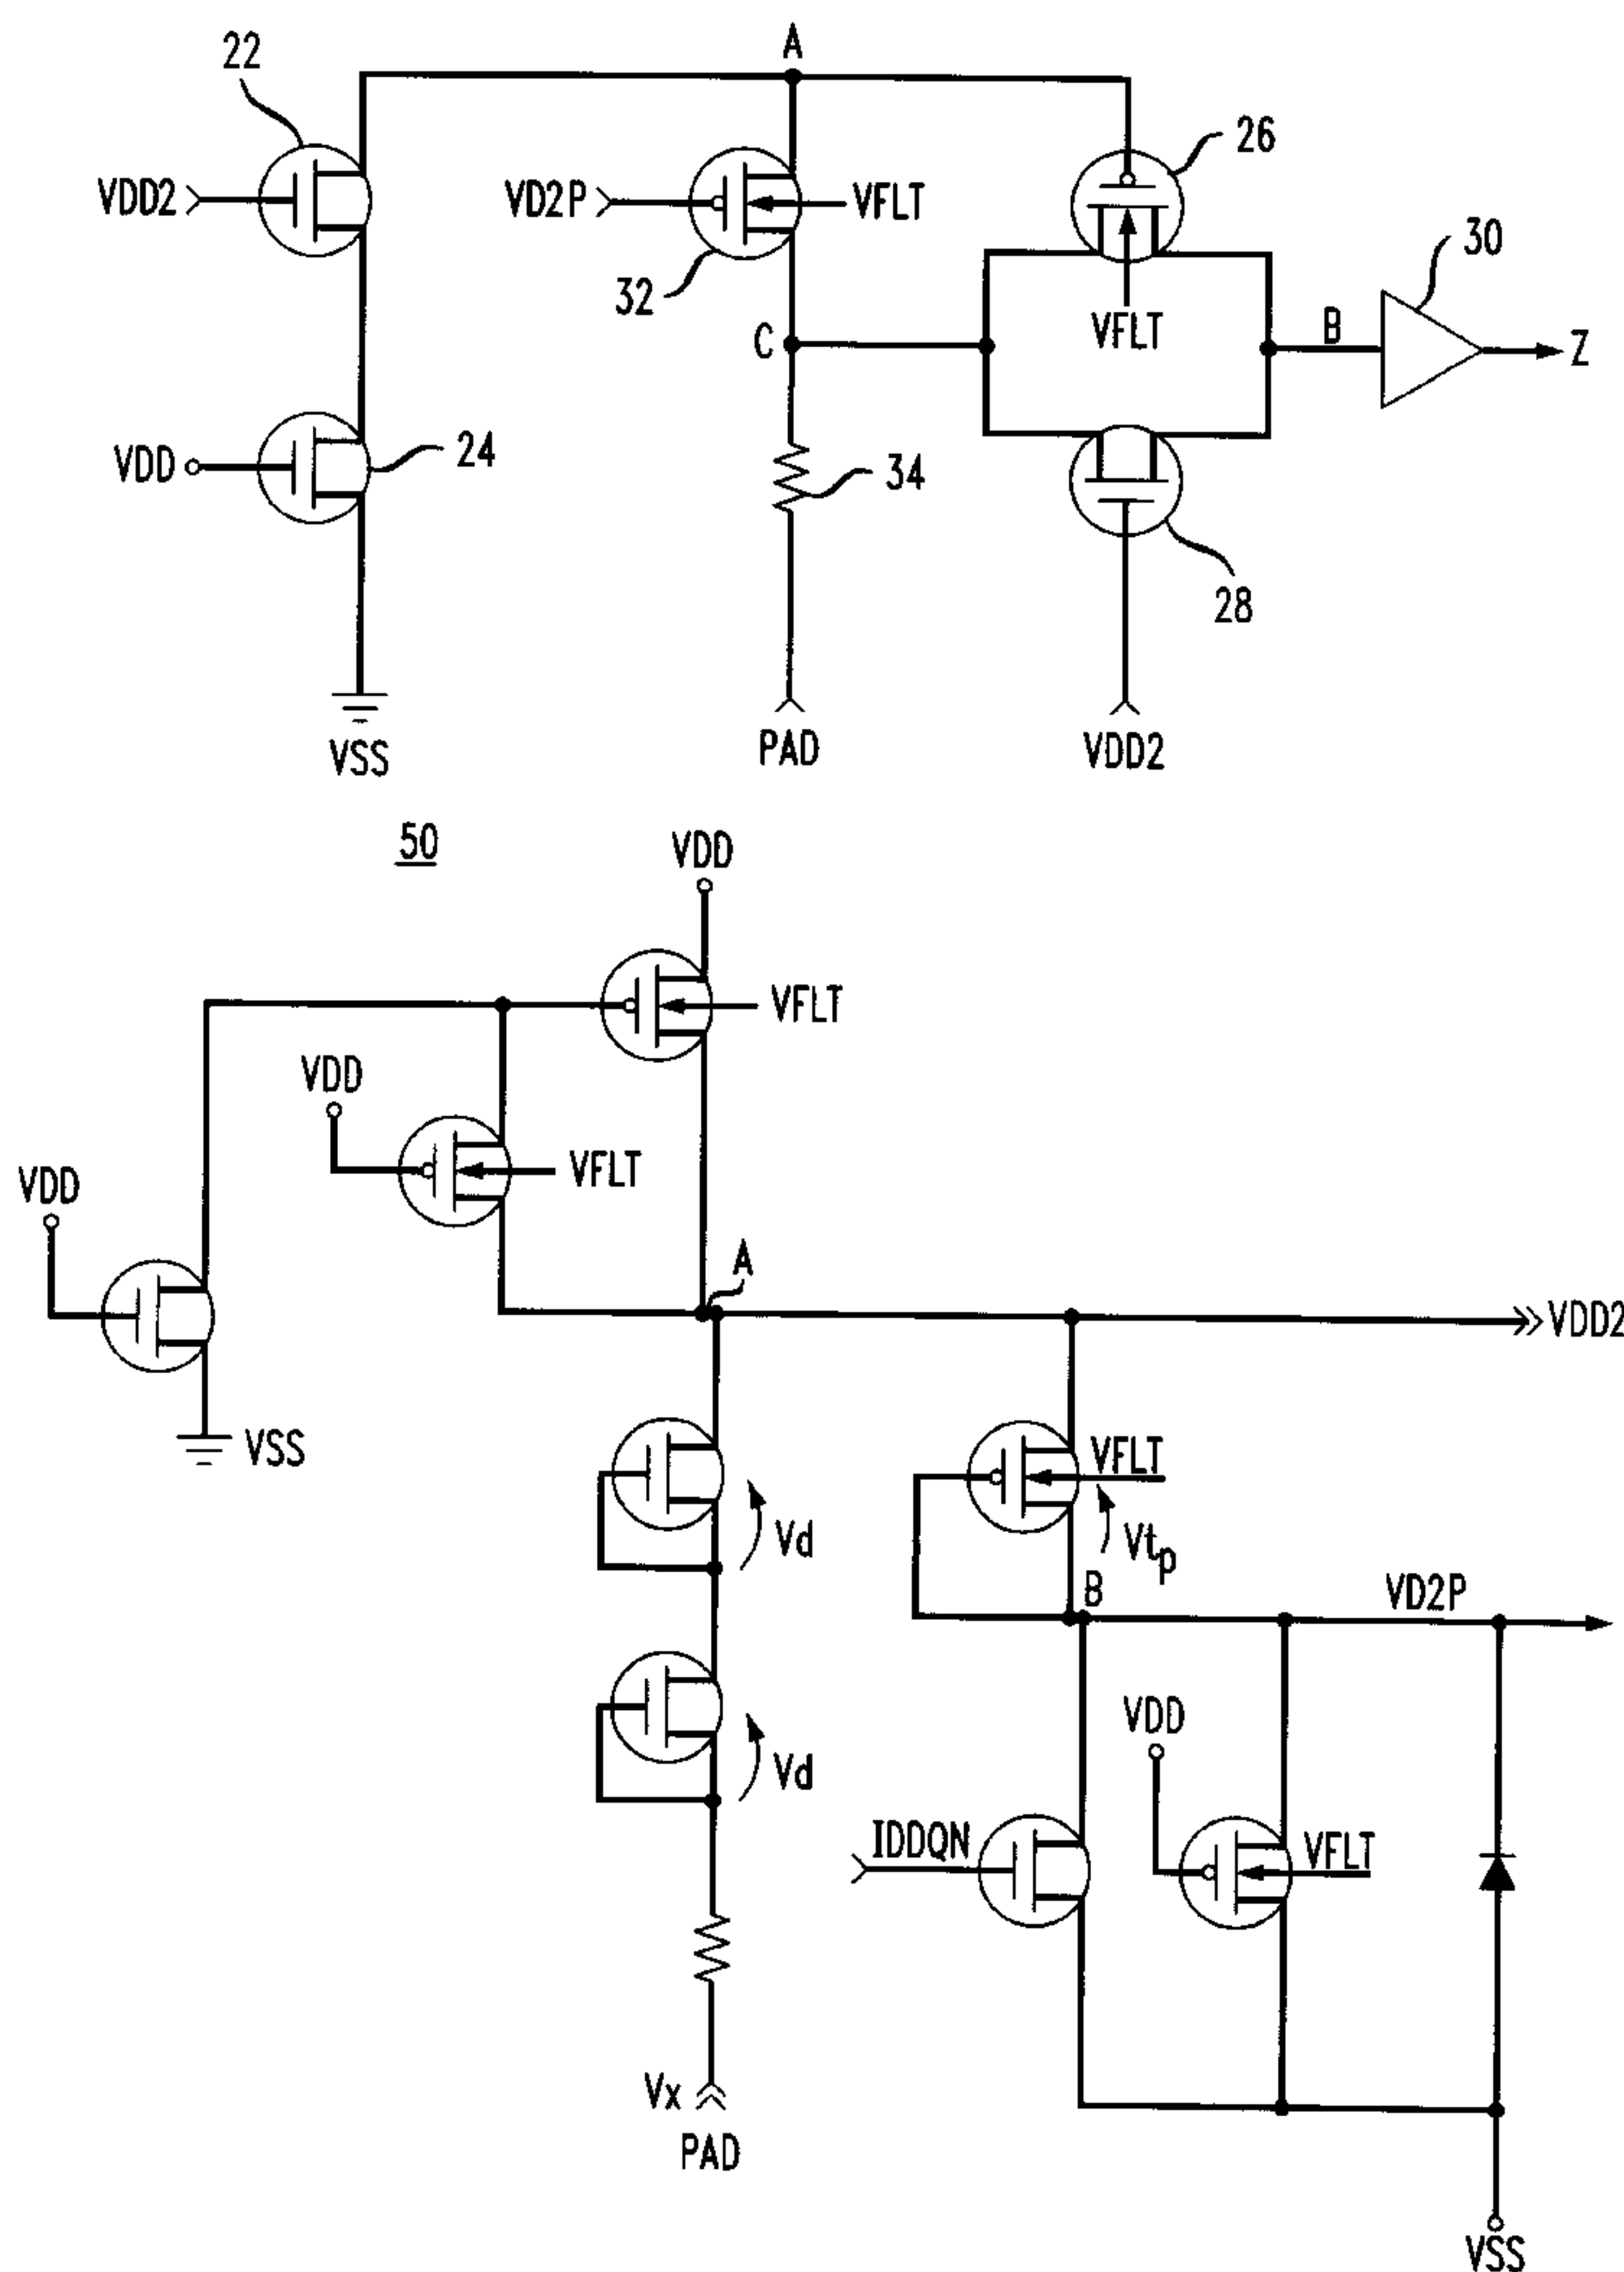 A
22
26
VDD2
VD2P
VFLT
30
32
C
VFLT
B
Z
VDD
24
34
28
VSS
PAD
VDD2
50
VDD
VFLT
VDD
VFLT
VDD
A
VDD2
VSS
VFLT
Vd
Vtp
B
VD2P
VDD
Vd
IDDQN
VFLT
Vx
PAD
VSS